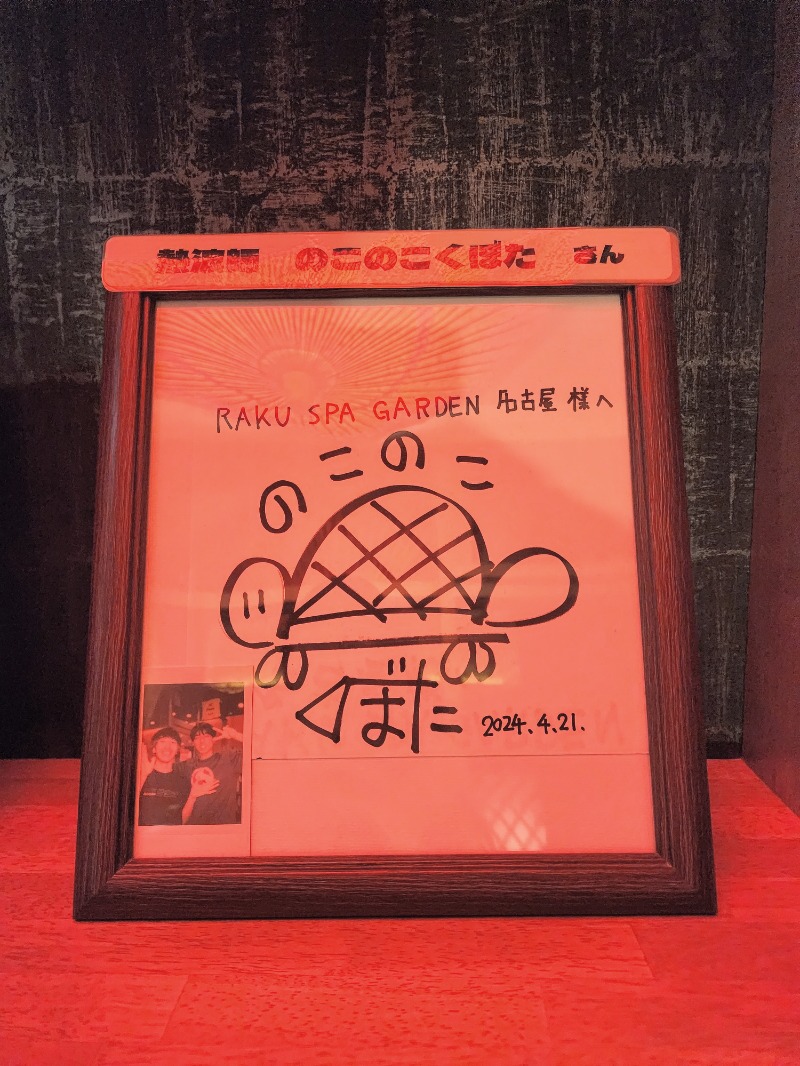 熱波師 のこのこくぼた さん
RAKU SPA GARDEN 名古屋 様へ
のこのこ
くぼた 2024.4.21.